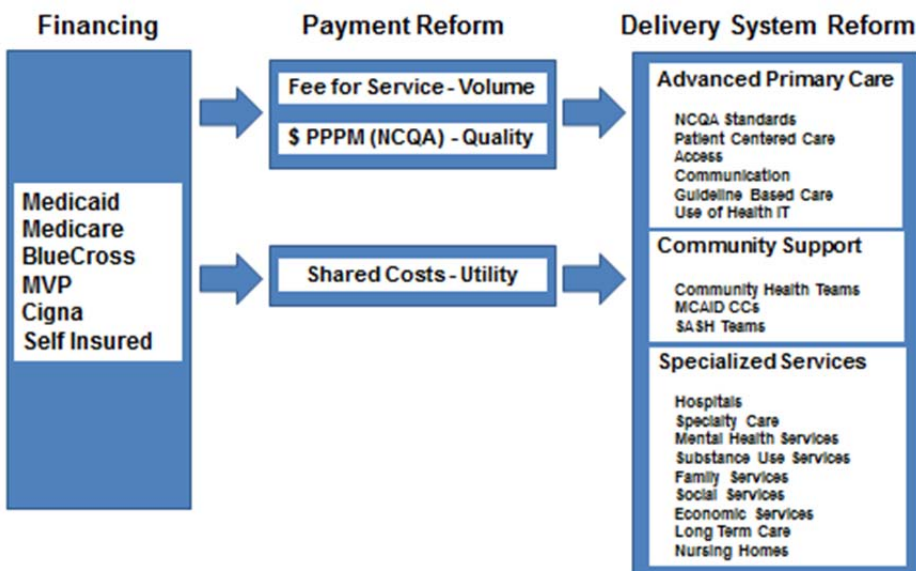 Financing
Medicaid
Medicare
BlueCross
MVP
Cigna
Self Insured
Payment Reform
Fee for Service - Volume
$ PPPM (NCQA) - Quality
Shared Costs - Utility
Delivery System Reform
Advanced Primary Care
NCQA Standards
Patient Centered Care
Access
Communication
Guideline Based Care
Use of Health IT
Community Support
Community Health Teams
MCAID CCs
SASH Teams
Specialized Services
Hospitals
Specialty Care
Mental Health Services
Substance Use Services
Family Services
Social Services
Economic Services
Long Term Care
Nursing Homes